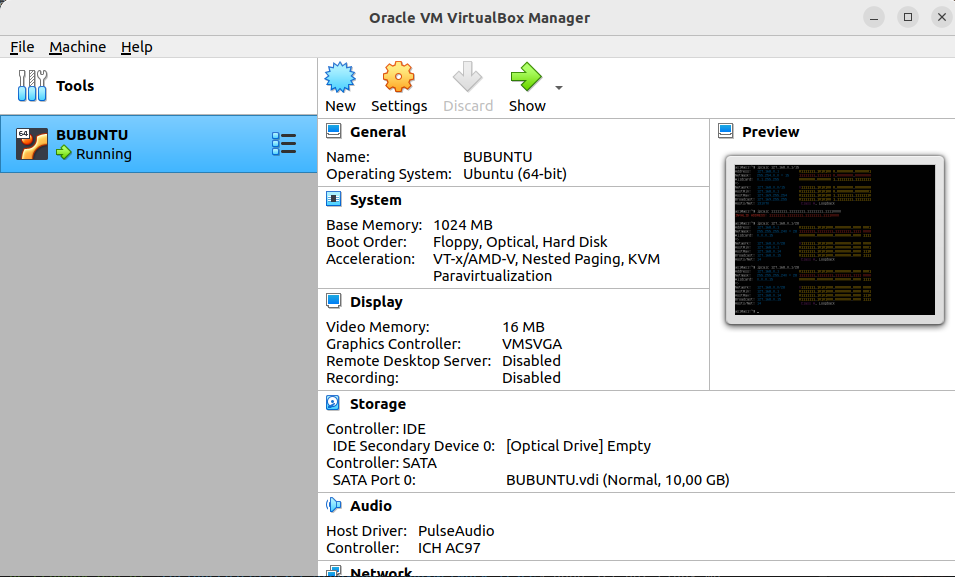 Oracle VM VirtualBox Manager
File Machine Help
Tools
New Settings Discard Show
64
BUBUNTU
Running
General
Name: BUBUNTU
Operating System: Ubuntu (64-bit)
System
Base Memory: 1024 MB
Boot Order: Floppy, Optical, Hard Disk
Acceleration: VT-x/AMD-V, Nested Paging, KVM
Paravirtualization
Display
Video Memory: 16 MB
Graphics Controller: VMSVGA
Remote Desktop Server: Disabled
Recording: Disabled
Preview
Storage
Controller: IDE
IDE Secondary Device 0: [Optical Drive] Empty
Controller: SATA
SATA Port 0: BUBUNTU.vdi (Normal, 10,00 GB)
Audio
Host Driver: PulseAudio
Controller: ICH AC97
Network